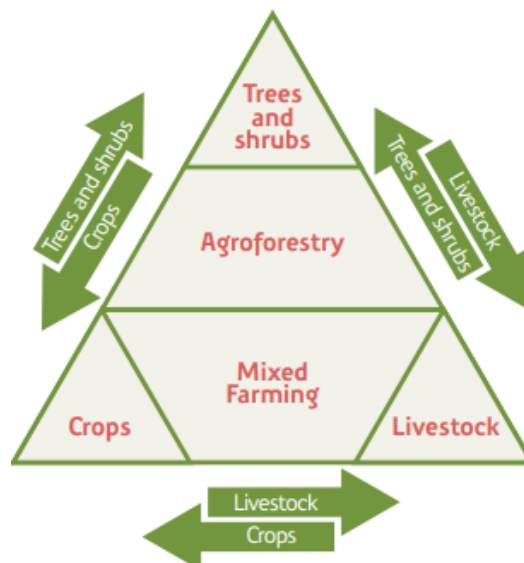 Trees
and
shrubs
Trees and shrubs
Crops
Livestock
Trees and shrubs
Agroforestry
Mixed
Farming
Crops
Livestock
Livestock
Crops